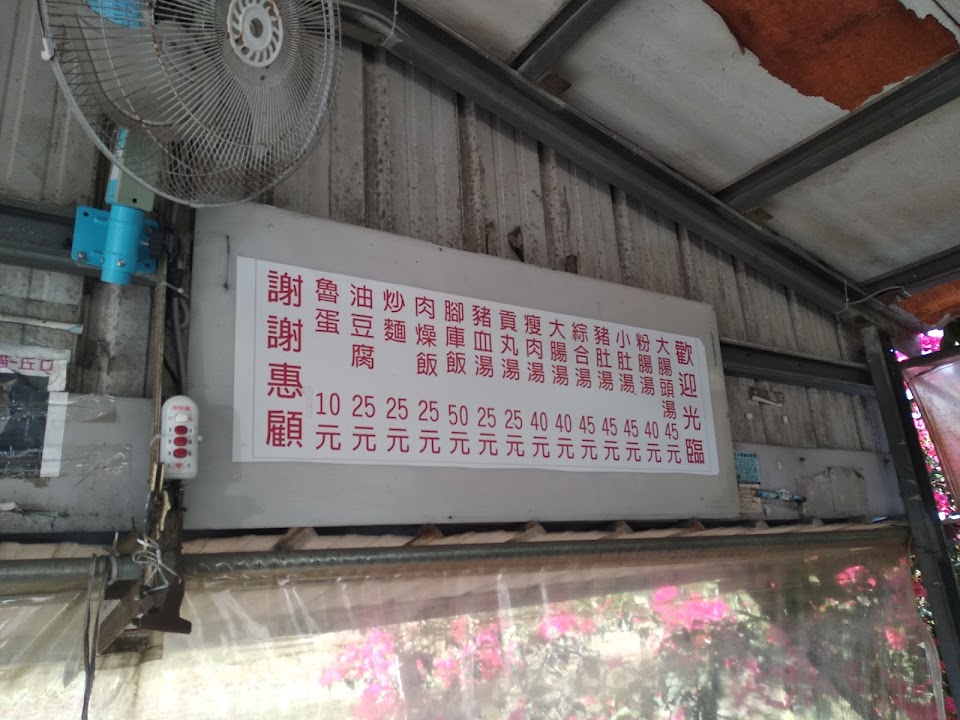 歡迎光臨
大腸頭湯 45元
粉腸湯 40元
小肚湯 45元
豬肚湯 45元
綜合湯 45元
大腸湯 40元
瘦肉湯 40元
貢丸湯 25元
豬血湯 25元
腳庫飯 50元
肉燥飯 25元
炒麵 25元
油豆腐 25元
魯蛋 10元
謝謝惠顧